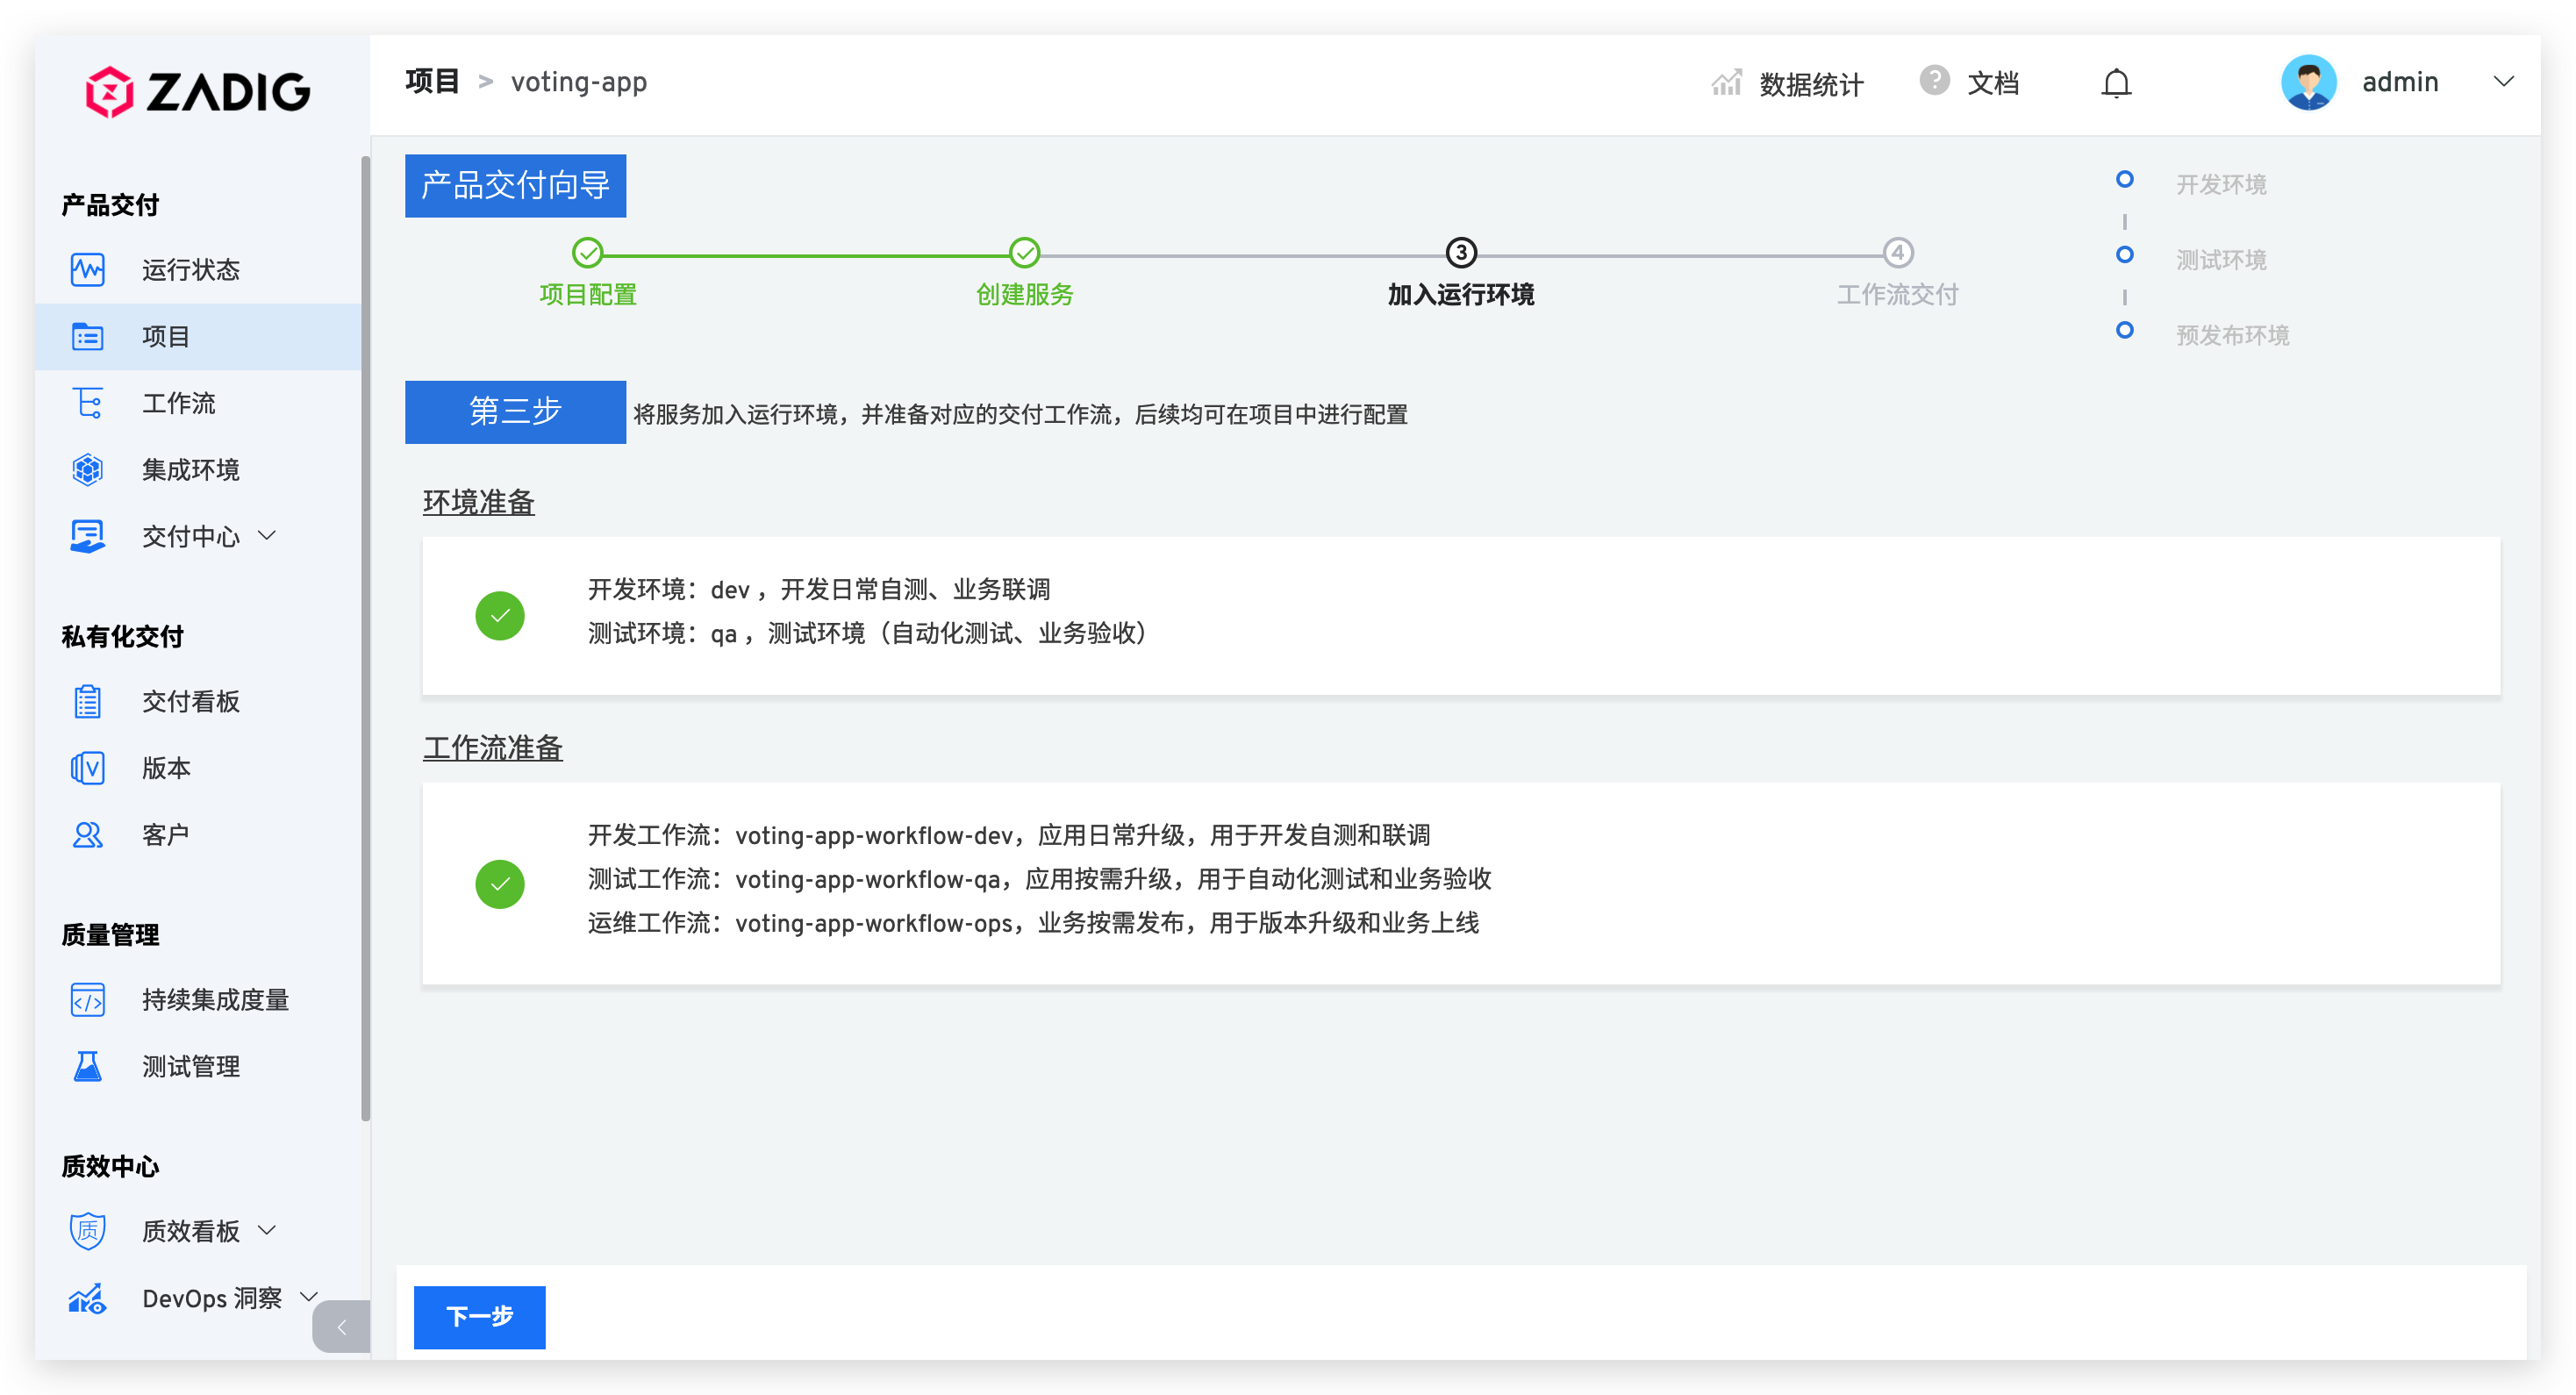 ZADIG
项目 > voting-app
数据统计
? 文档
admin
产品交付
运行状态
项目
工作流
集成环境
交付中心
私有化交付
交付看板
版本
客户
质量管理
持续集成度量
测试管理
质效中心
质 质效看板
DevOps 洞察
产品交付向导
项目配置
创建服务
3 加入运行环境
4 工作流交付
开发环境
测试环境
预发布环境
第三步 将服务加入运行环境，并准备对应的交付工作流，后续均可在项目中进行配置
环境准备
开发环境：dev ，开发日常自测、业务联调
测试环境：qa ，测试环境（自动化测试、业务验收）
工作流准备
开发工作流：voting-app-workflow-dev，应用日常升级，用于开发自测和联调
测试工作流：voting-app-workflow-qa，应用按需升级，用于自动化测试和业务验收
运维工作流：voting-app-workflow-ops，业务按需发布，用于版本升级和业务上线
下一步